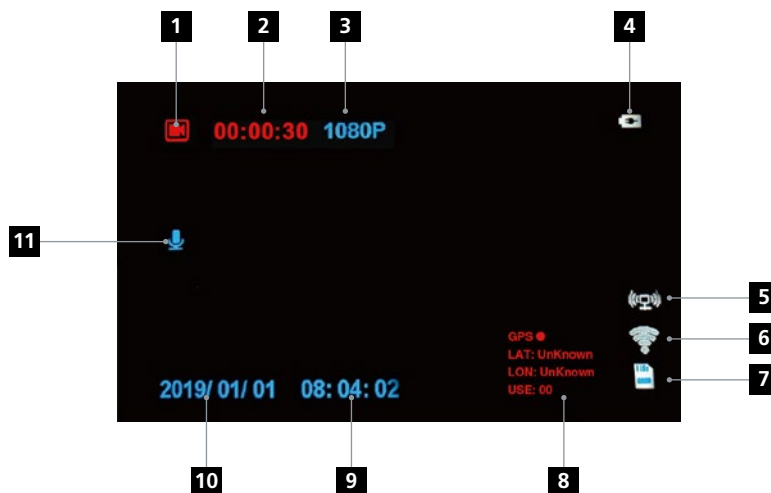 1 2 3 4
00:00:30 1080P
11
5
GPS
6
LAT: UnKnown
LON: UnKnown
7
USE: 00
2019/ 01/ 01 08: 04: 02
10 9 8